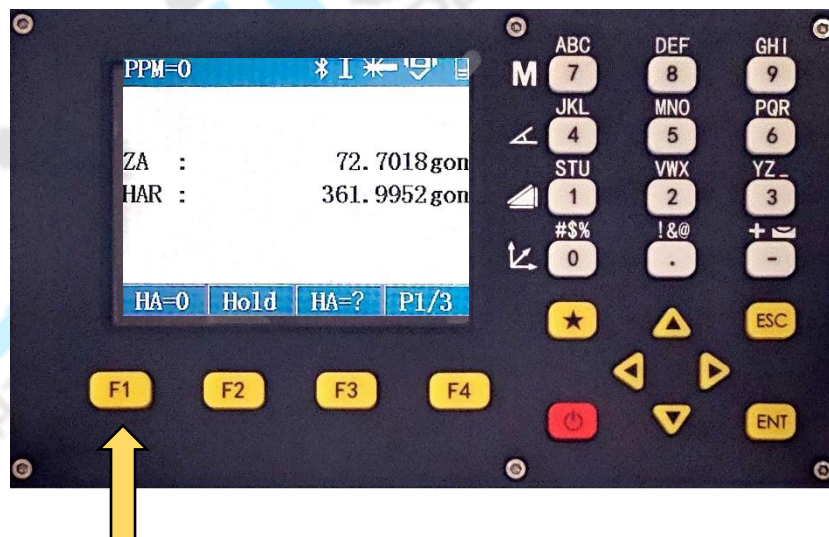 PPM=0
ZA : 72.7018gon
HAR : 361.9952gon
HA=0 Hold HA=? P1/3
F1 F2 F3 F4
ABC DEF GHI
M 7 8 9
JKL MNO PQR
4 5 6
STU VWX YZ_
1 2 3
#$% !&@ +
0 . -
ESC
ENT